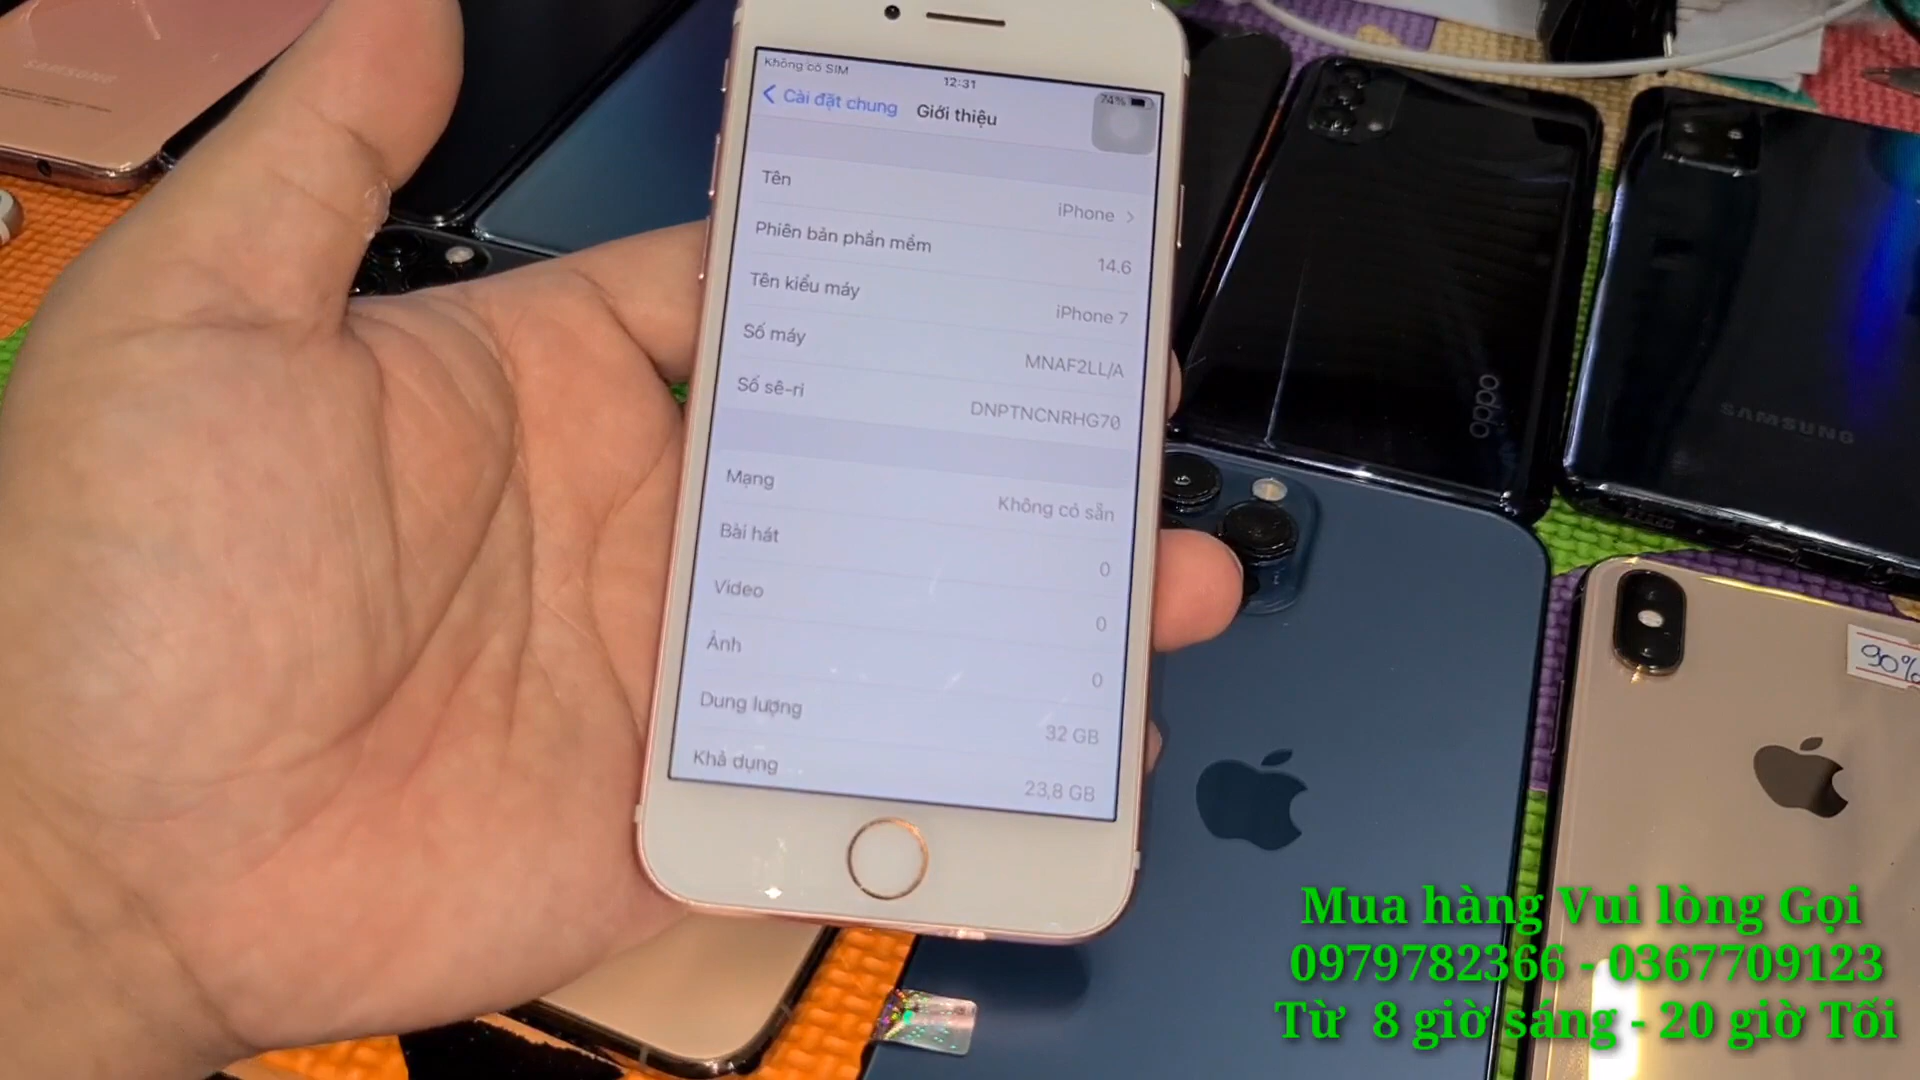 SAMSUNG
Không có SIM
12:31
74%
Cài đặt chung
Giới thiệu
Tên
iPhone
Phiên bản phần mềm
14.6
Tên kiểu máy
iPhone 7
Số máy
MNAF2LL/A
Số sê-ri
DNPTNCNRHG70
Mạng
Không có sẵn
Bài hát
0
Video
0
Ảnh
0
Dung lượng
32 GB
Khả dụng
23,8 GB
oppo
SAMSUNG
90%
Mua hàng Vui lòng Gọi
0979782366 - 0367709123
Từ 8 giờ sáng - 20 giờ Tối